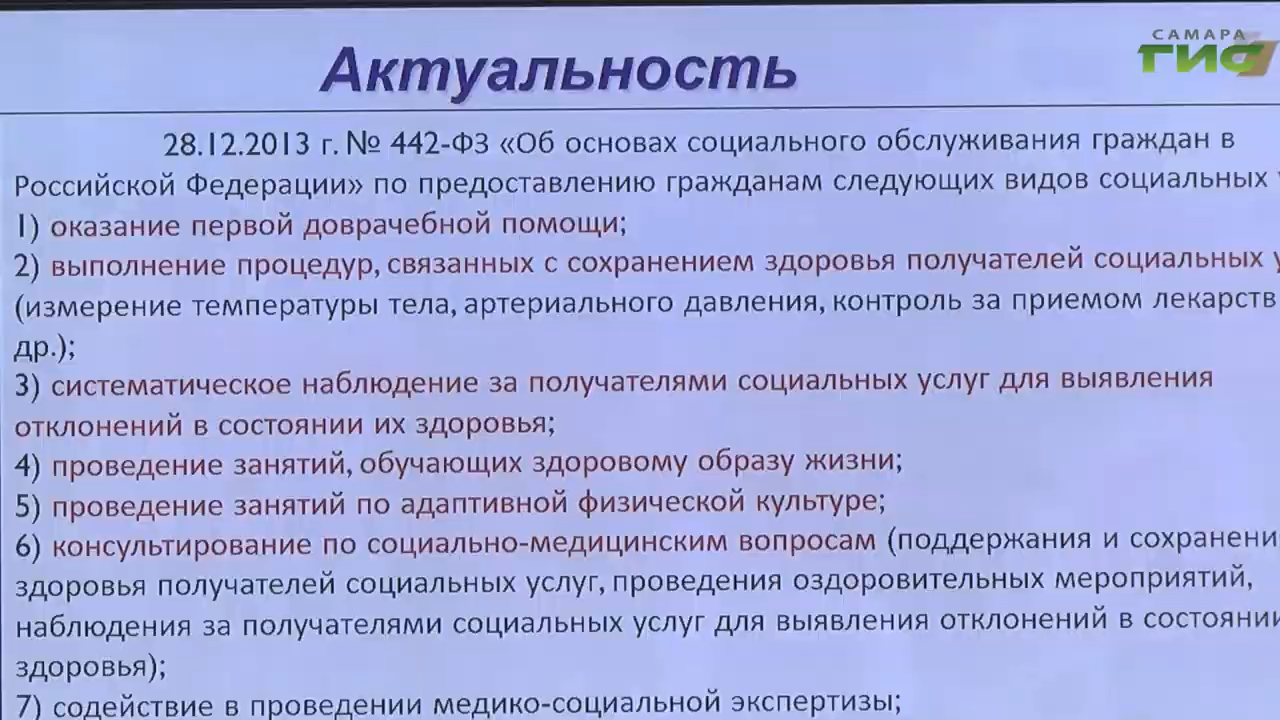 САМАРА
ГИС
Актуальность
28.12.2013 г. № 442-ФЗ «Об основах социального обслуживания граждан в
Российской Федерации» по предоставлению гражданам следующих видов социальных
1) оказание первой доврачебной помощи;
2) выполнение процедур, связанных с сохранением здоровья получателей социальных
(измерение температуры тела, артериального давления, контроль за приемом лекарств
др.);
3) систематическое наблюдение за получателями социальных услуг для выявления
отклонений в состоянии их здоровья;
4) проведение занятий, обучающих здоровому образу жизни;
5) проведение занятий по адаптивной физической культуре;
6) консультирование по социально-медицинским вопросам (поддержания и сохранени
здоровья получателей социальных услуг, проведения оздоровительных мероприятий,
наблюдения за получателями социальных услуг для выявления отклонений в состоянии
здоровья);
7) содействие в проведении медико-социальной экспертизы;